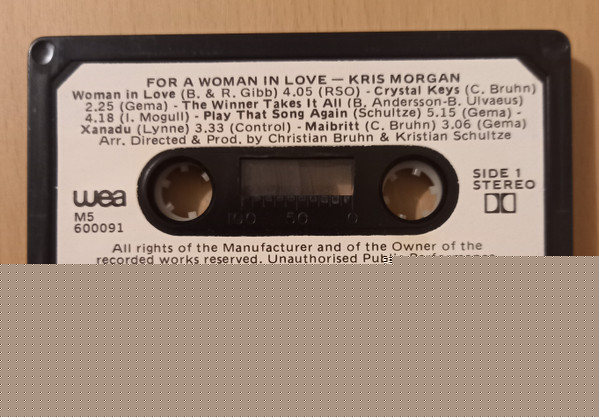 FOR A WOMAN IN LOVE — KRIS MORGAN
Woman in Love (B. & R. Gibb) 4.05 (RSO) - Crystal Keys (C. Bruhn)
2.25 (Gema) - The Winner Takes It All (B. Andersson-B. Ulvaeus)
4.18 (I. Mogull) - Play That Song Again (Schultze) 5.15 (Gema) -
Xanadu (Lynne) 3.33 (Control) - Maibritt (C. Bruhn) 3.06 (Gema)
Arr. Directed & Prod. by Christian Bruhn & Kristian Schultze
SIDE 1
STEREO
wea
M5
600091
100 50 0
All rights of the Manufacturer and of the Owner of the
recorded works reserved. Unauthorised Public Performance